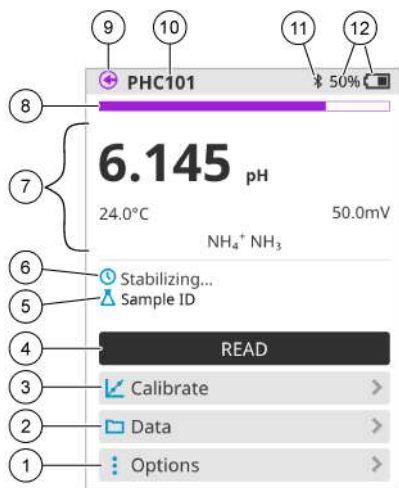 9 10 11 12
PHC101 50%
8
7
6.145 pH
24.0°C 50.0mV
NH₄⁺ NH₃
6 Stabilizing...
5 Sample ID
4 READ
3 Calibrate
2 Data
1 Options